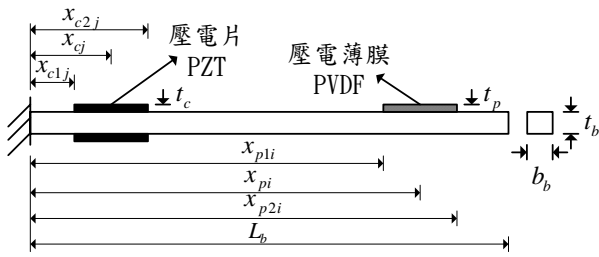 x_{c2j}
x_{cj}
x_{c1j}
壓電片
PZT
t_c
壓電薄膜
PVDF
t_p
t_b
b_b
x_{p1i}
x_{pi}
x_{p2i}
L_b